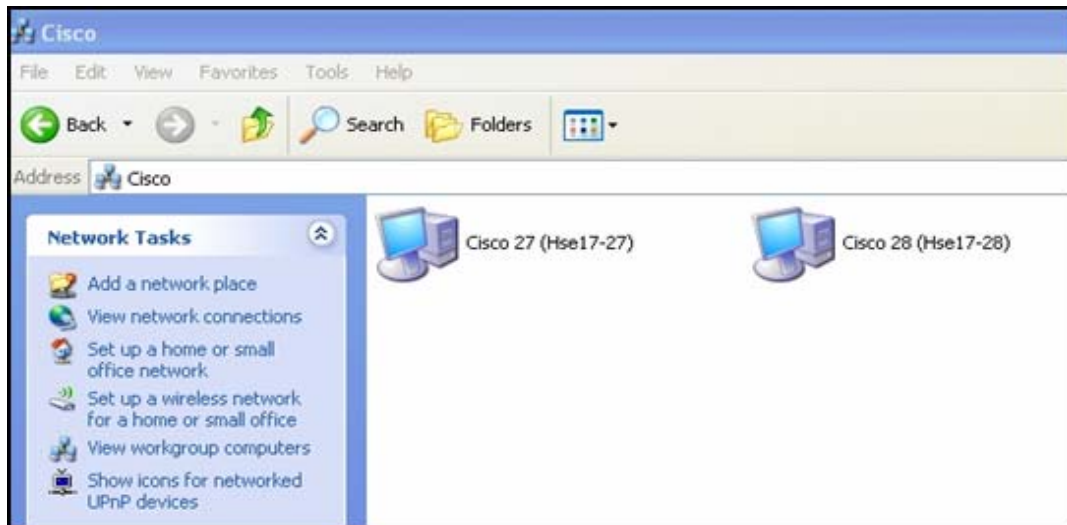 Cisco
File Edit View Favorites Tools Help
Back Search Folders
Address Cisco
Network Tasks
Add a network place
View network connections
Set up a home or small
office network
Set up a wireless network
for a home or small office
View workgroup computers
Show icons for networked
UPnP devices
Cisco 27 (Hse17-27)
Cisco 28 (Hse17-28)